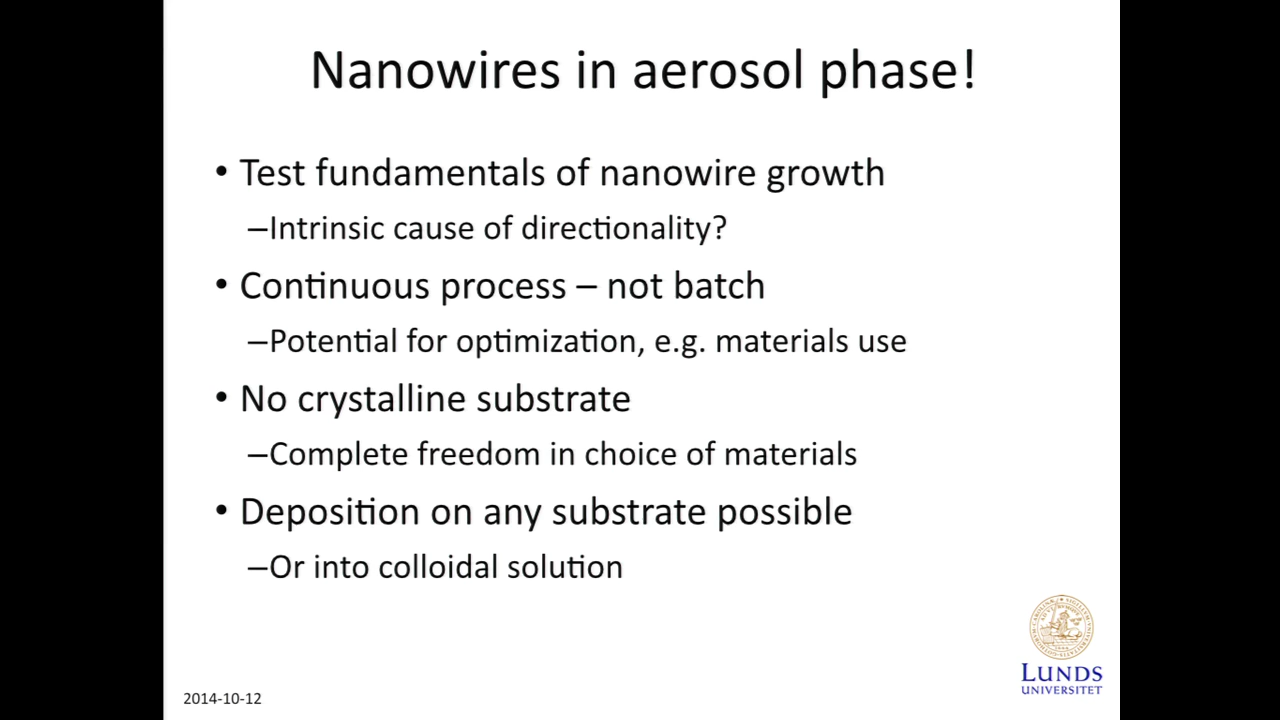 Nanowires in aerosol phase!
• Test fundamentals of nanowire growth
–Intrinsic cause of directionality?
• Continuous process – not batch
–Potential for optimization, e.g. materials use
• No crystalline substrate
–Complete freedom in choice of materials
• Deposition on any substrate possible
–Or into colloidal solution
LUNDS
UNIVERSITET
2014-10-12